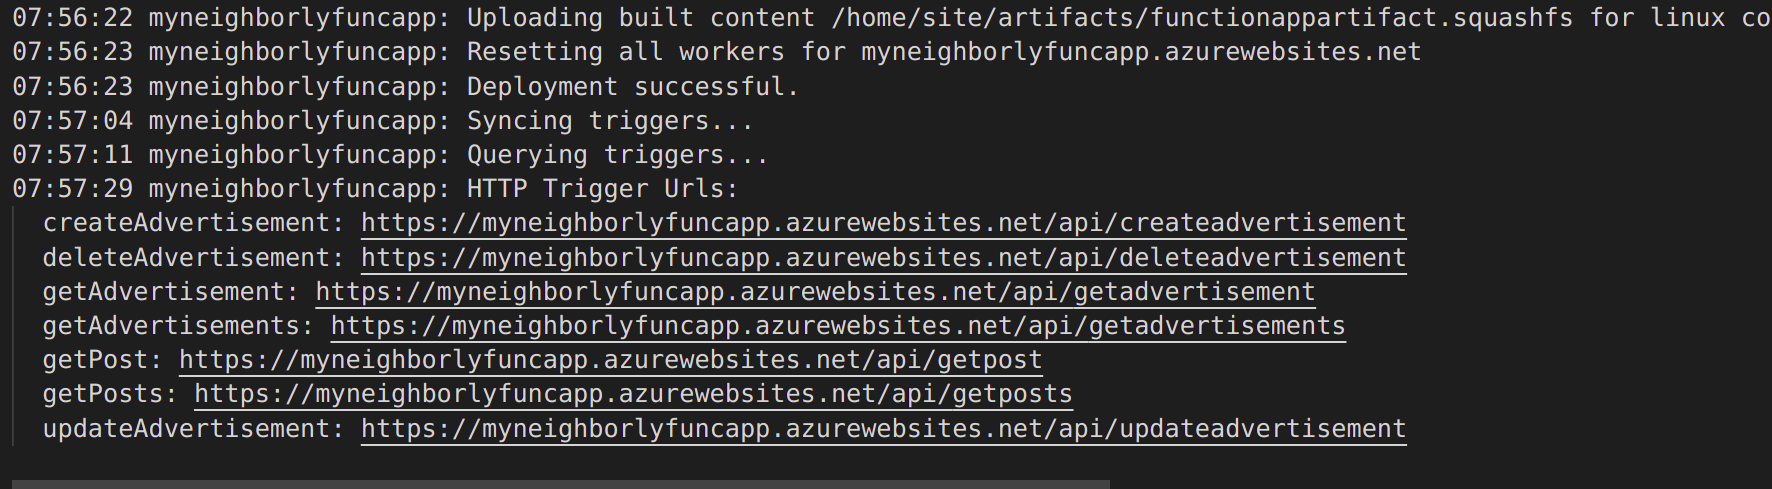 07:56:22 myneighborlyfuncapp: Uploading built content /home/site/artifacts/functionappartifact.squashfs for linux co
07:56:23 myneighborlyfuncapp: Resetting all workers for myneighborlyfuncapp.azurewebsites.net
07:56:23 myneighborlyfuncapp: Deployment successful.
07:57:04 myneighborlyfuncapp: Syncing triggers...
07:57:11 myneighborlyfuncapp: Querying triggers...
07:57:29 myneighborlyfuncapp: HTTP Trigger Urls:
createAdvertisement: https://myneighborlyfuncapp.azurewebsites.net/api/createadvertisement
deleteAdvertisement: https://myneighborlyfuncapp.azurewebsites.net/api/deleteadvertisement
getAdvertisement: https://myneighborlyfuncapp.azurewebsites.net/api/getadvertisement
getAdvertisements: https://myneighborlyfuncapp.azurewebsites.net/api/getadvertisements
getPost: https://myneighborlyfuncapp.azurewebsites.net/api/getpost
getPosts: https://myneighborlyfuncapp.azurewebsites.net/api/getposts
updateAdvertisement: https://myneighborlyfuncapp.azurewebsites.net/api/updateadvertisement